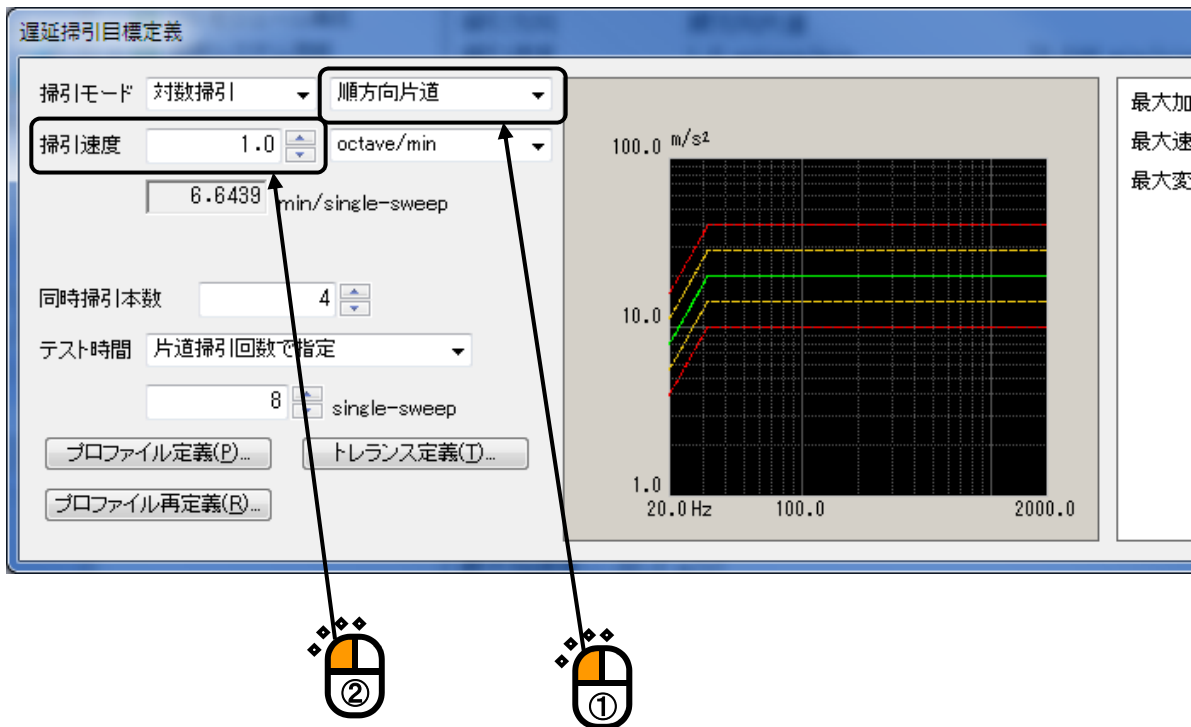 遅延掃引目標定義
掃引モード 対数掃引 順方向片道
掃引速度 1.0 octave/min
6.6439 min/single-sweep
同時掃引本数 4
テスト時間 片道掃引回数で指定
8 single-sweep
プロファイル定義(P)... トレランス定義(T)...
プロファイル再定義(R)...
100.0 m/s²
10.0
1.0
20.0 Hz 100.0 2000.0
最大加
最大速
最大変
② ①